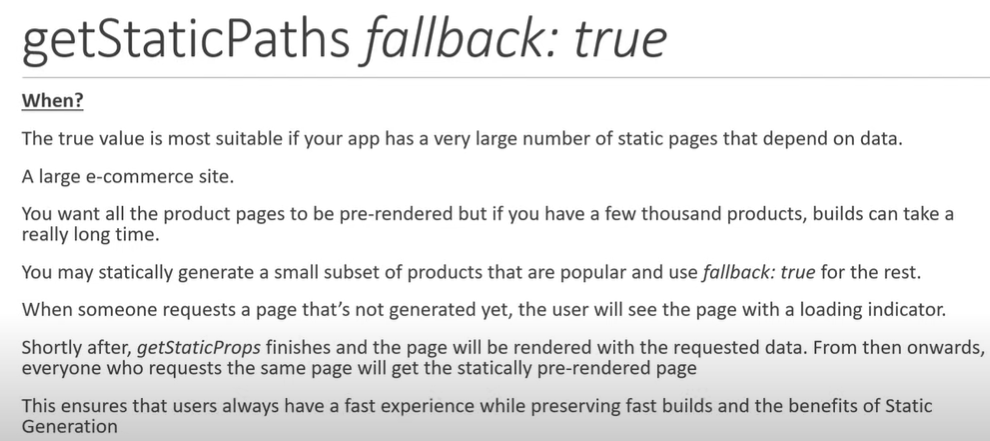 getStaticPaths fallback: true
When?
The true value is most suitable if your app has a very large number of static pages that depend on data.
A large e-commerce site.
You want all the product pages to be pre-rendered but if you have a few thousand products, builds can take a
really long time.
You may statically generate a small subset of products that are popular and use fallback: true for the rest.
When someone requests a page that’s not generated yet, the user will see the page with a loading indicator.
Shortly after, getStaticProps finishes and the page will be rendered with the requested data. From then onwards,
everyone who requests the same page will get the statically pre-rendered page
This ensures that users always have a fast experience while preserving fast builds and the benefits of Static
Generation